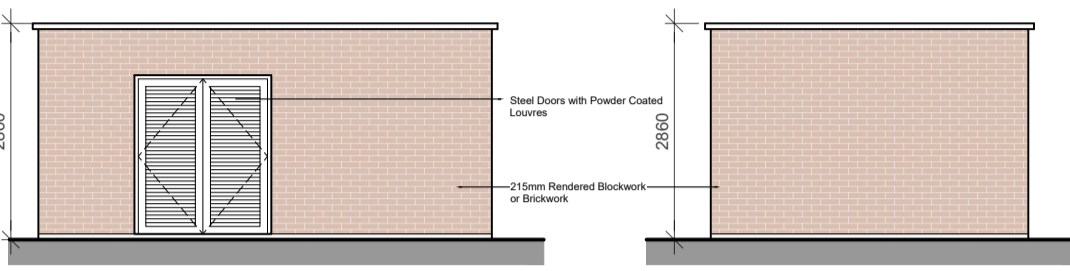 Steel Doors with Powder Coated
Louvres
2860
215mm Rendered Blockwork
or Brickwork